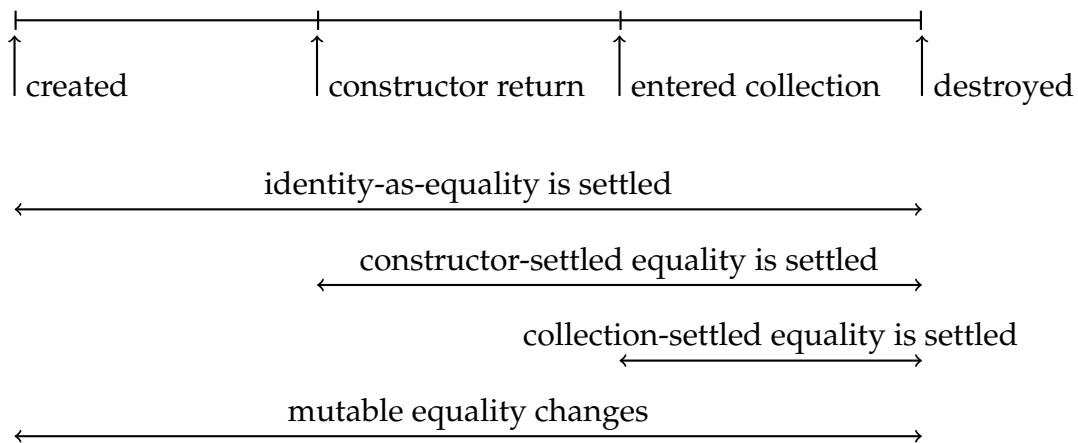 created constructor return entered collection destroyed
identity-as-equality is settled
constructor-settled equality is settled
collection-settled equality is settled
mutable equality changes